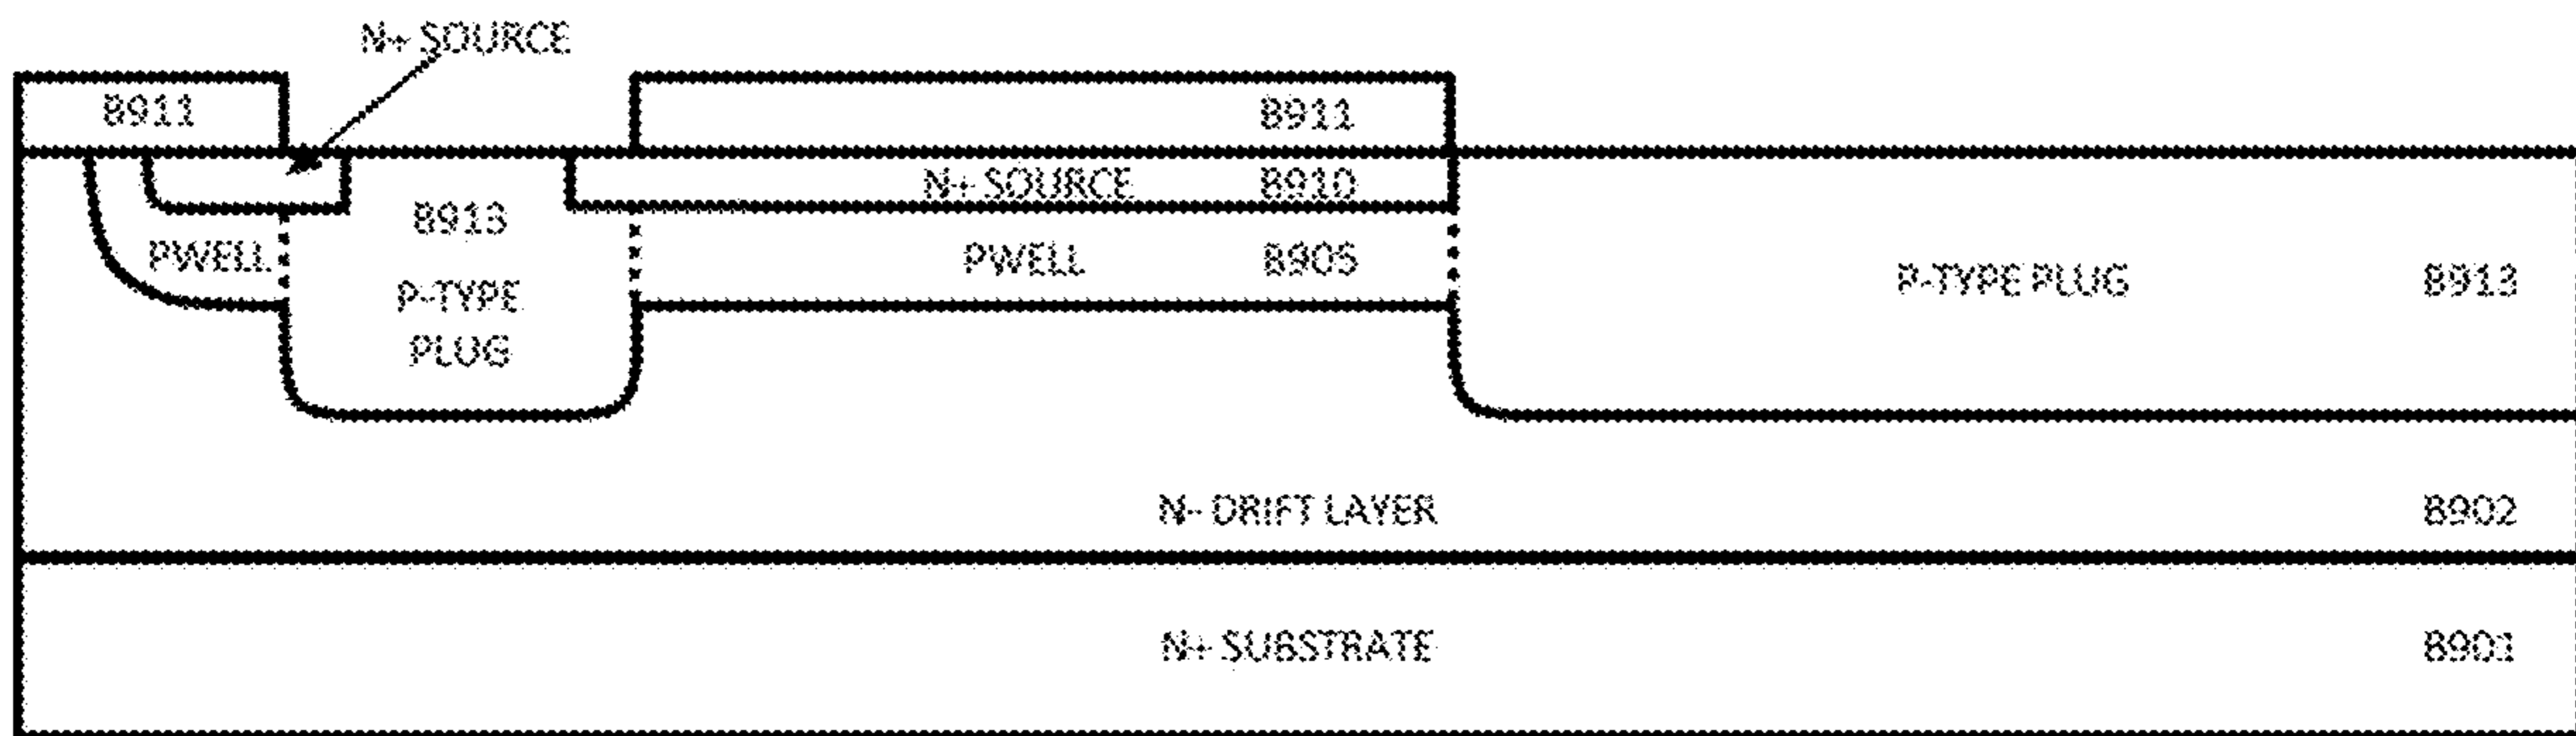 N+ SOURCE
8911
8911
N+ SOURCE 8910
8913
PWELL
PWELL 8905
P-TYPE
PLUG
P-TYPE PLUG 8913
N- DRIFT LAYER 8902
N+ SUBSTRATE 8901